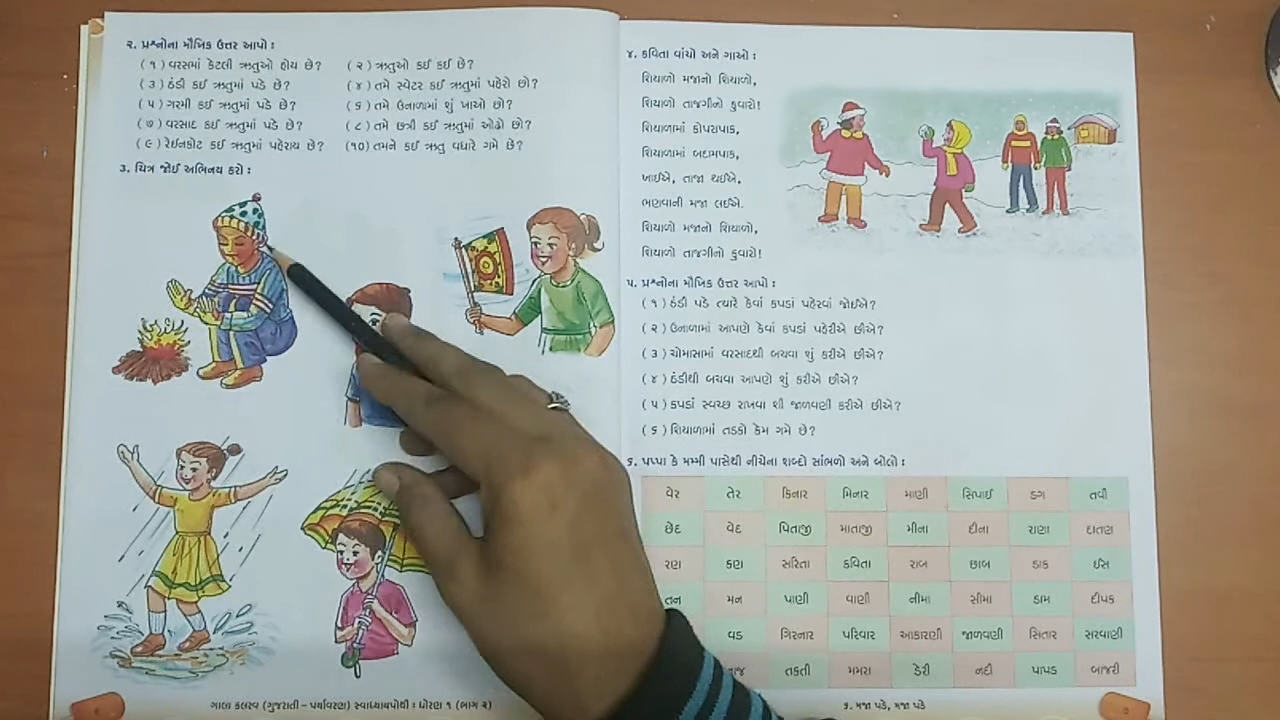 ૨. પ્રશ્નોના મૌખિક ઉત્તર આપો :
(૧) વરસમાં કેટલી ઋતુઓ હોય છે? (૨) ઋતુઓ કઈ કઈ છે?
(૩) ઠંડી કઈ ઋતુમાં પડે છે? (૪) તમે સ્વેટર કઈ ઋતુમાં પહેરો છો?
(૫) ગરમી કઈ ઋતુમાં પડે છે? (૬) તમે ઉનાળામાં શું ખાઓ છો?
(૭) વરસાદ કઈ ઋતુમાં પડે છે? (૮) તમે છત્રી કઈ ઋતુમાં ઓઢો છો?
(૯) રેઇનકોટ કઈ ઋતુમાં પહેરાય છે? (૧૦) તમને કઈ ઋતુ વધારે ગમે છે?
૩. ચિત્ર જોઈ અભિનય કરો :
ગાલા કલરવ (ગુજરાતી – પર્યાવરણ) સ્વાધ્યાયપોથી : ધોરણ ૧ (ભાગ ૨)
૪. કવિતા વાંચો અને ગાઓ :
શિયાળો મજાનો શિયાળો,
શિયાળો તાજગીનો ફુવારો!
શિયાળામાં કોપરાપાક,
શિયાળામાં બદામપાક,
ખાઈએ, તાજા થઈએ,
ભણવાની મજા લઈએ.
શિયાળો મજાનો શિયાળો,
શિયાળો તાજગીનો ફુવારો!
૫. પ્રશ્નોના મૌખિક ઉત્તર આપો :
(૧) ઠંડી પડે ત્યારે કેવાં કપડાં પહેરવાં જોઈએ?
(૨) ઉનાળામાં આપણે કેવાં કપડાં પહેરીએ છીએ?
(૩) ચોમાસામાં વરસાદથી બચવા શું કરીએ છીએ?
(૪) ઠંડીથી બચવા આપણે શું કરીએ છીએ?
(૫) કપડાં સ્વચ્છ રાખવા શી જાળવણી કરીએ છીએ?
(૬) શિયાળામાં તડકો કેમ ગમે છે?
૬. પપ્પા કે મમ્મી પાસેથી નીચેના શબ્દો સાંભળો અને બોલો :
વેર તેર કિનાર મિનાર માણી સિપાઈ ડગ તવી
છેદ વેદ પિતાજી માતાજી મીના દીના રાણા દાતણ
રણ કણ સરિતા કવિતા રાબ છાબ ડાક ઈસ
તન મન પાણી વાણી નીમા સીમા ડામ દીપક
વડ ગિરનાર પરિવાર આકારણી જાળવણી સિતાર સરવાણી
તકતી મમરા ડેરી નદી પાપડ બાજરી
૬. મજા પડે, મજા પડે